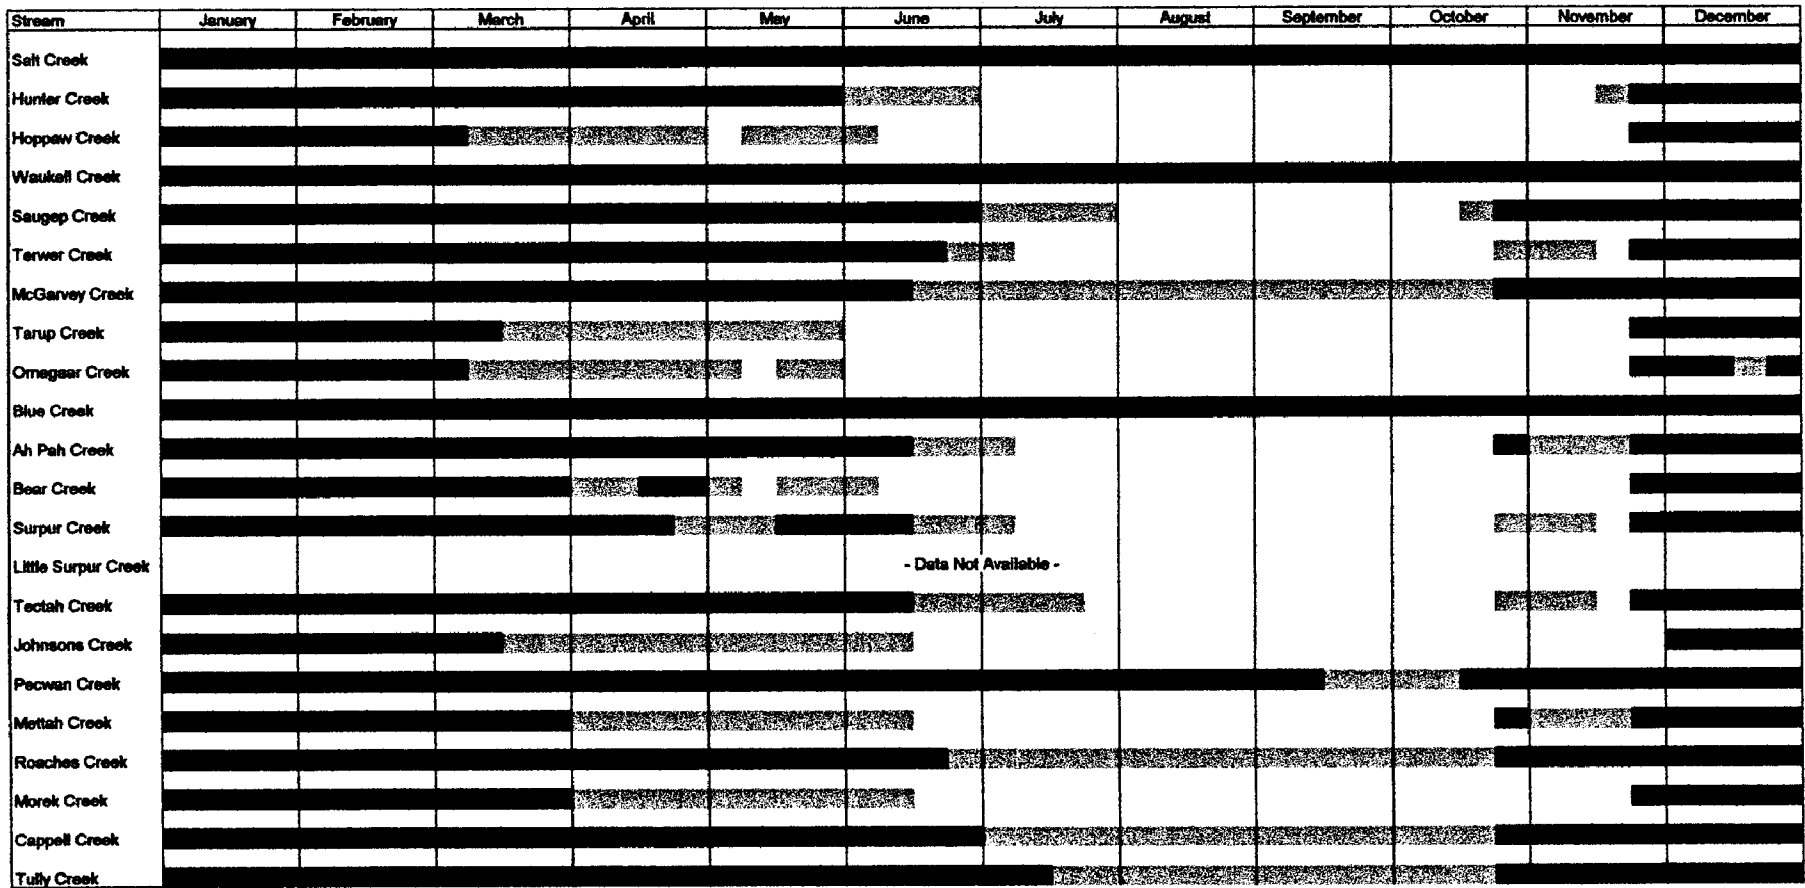 Stream January February March April May June July August September October November December
Salt Creek
Hunter Creek
Hoppaw Creek
Waukell Creek
Saugep Creek
Terwer Creek
McGarvey Creek
Tarup Creek
Omagaar Creek
Blue Creek
Ah Pah Creek
Bear Creek
Surpur Creek
Little Surpur Creek - Data Not Available -
Tectah Creek
Johnsons Creek
Pecwan Creek
Mettah Creek
Roaches Creek
Morek Creek
Cappell Creek
Tully Creek